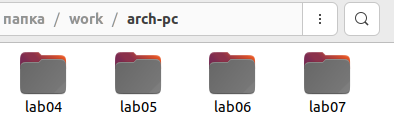 папка / work / arch-pc
lab04 lab05 lab06 lab07